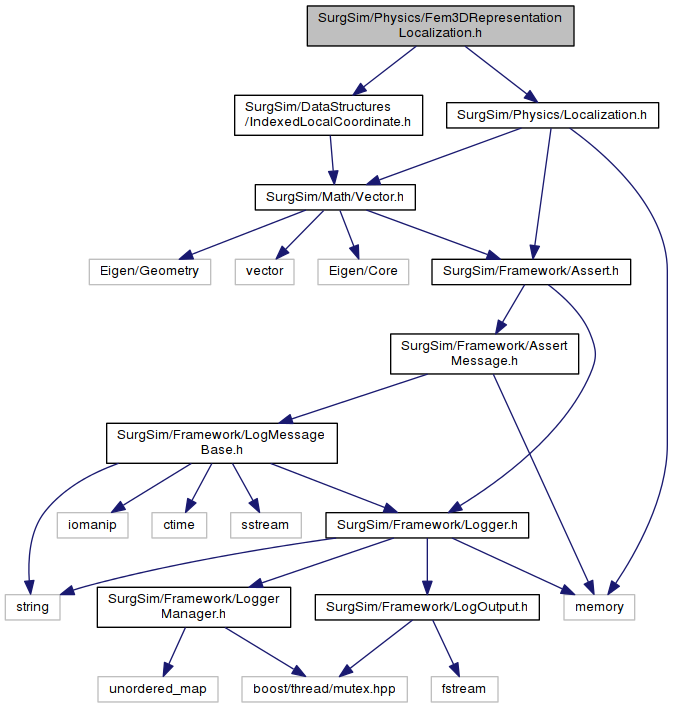 SurgSim/Physics/Fem3DRepresentation
Localization.h
SurgSim/DataStructures
/IndexedLocalCoordinate.h
SurgSim/Physics/Localization.h
SurgSim/Math/Vector.h
Eigen/Geometry
vector
Eigen/Core
SurgSim/Framework/Assert.h
SurgSim/Framework/Assert
Message.h
SurgSim/Framework/LogMessage
Base.h
iomanip
ctime
sstream
SurgSim/Framework/Logger.h
string
SurgSim/Framework/Logger
Manager.h
SurgSim/Framework/LogOutput.h
memory
unordered_map
boost/thread/mutex.hpp
fstream